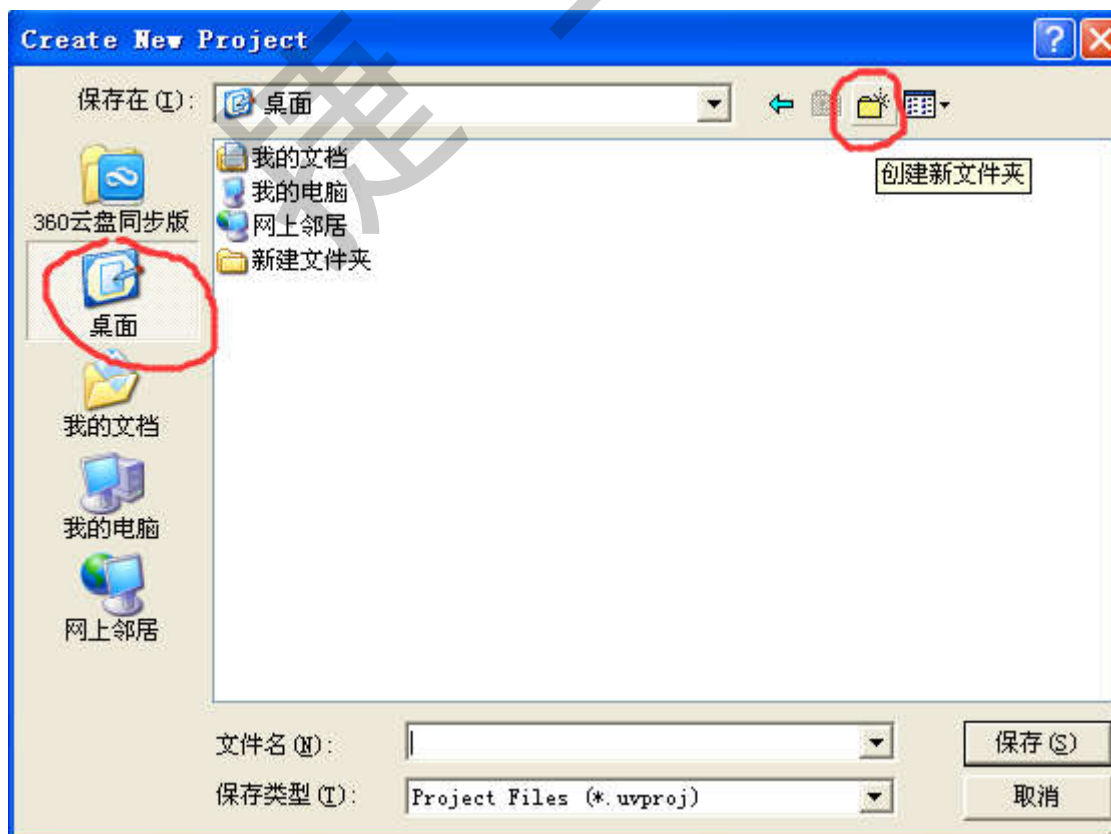 Create New Project
保存在(I):
桌面
创建新文件夹
360云盘同步版
桌面
我的文档
我的电脑
网上邻居
我的文档
我的电脑
网上邻居
新建文件夹
文件名(N):
保存(S)
保存类型(T):
Project Files (*.uvproj)
取消
捷